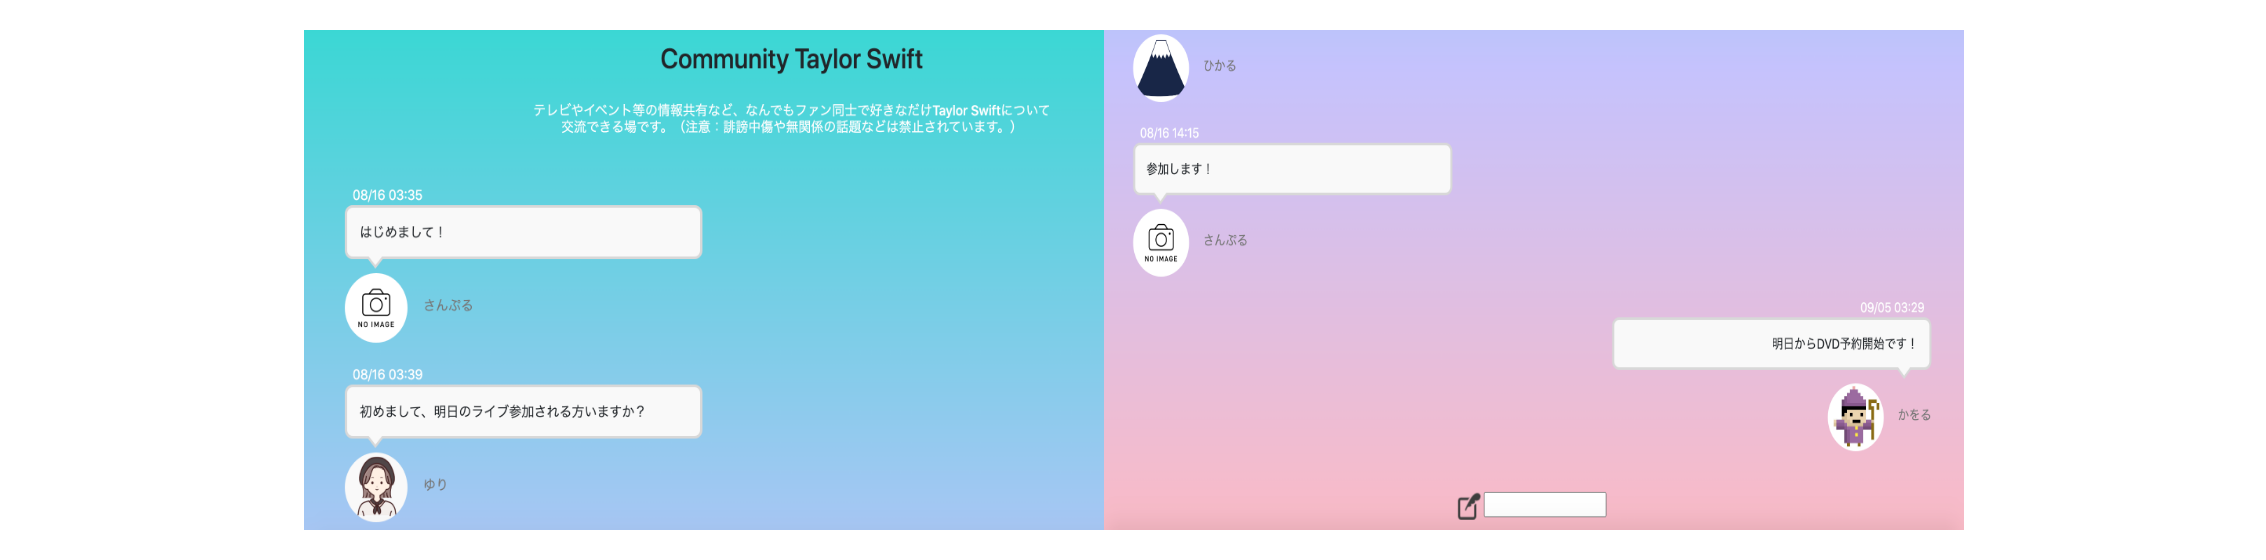 Community Taylor Swift
テレビやイベント等の情報共有など、なんでもファン同士で好きなだけTaylor Swiftについて
交流できる場です。（注意：誹謗中傷や無関係の話題などは禁止されています。）
08/16 03:35
はじめまして！
NO IMAGE
さんぷる
08/16 03:39
初めまして、明日のライブ参加される方いますか？
ゆり
ひかる
08/16 14:15
参加します！
NO IMAGE
さんぷる
09/05 03:29
明日からDVD予約開始です！
かをる